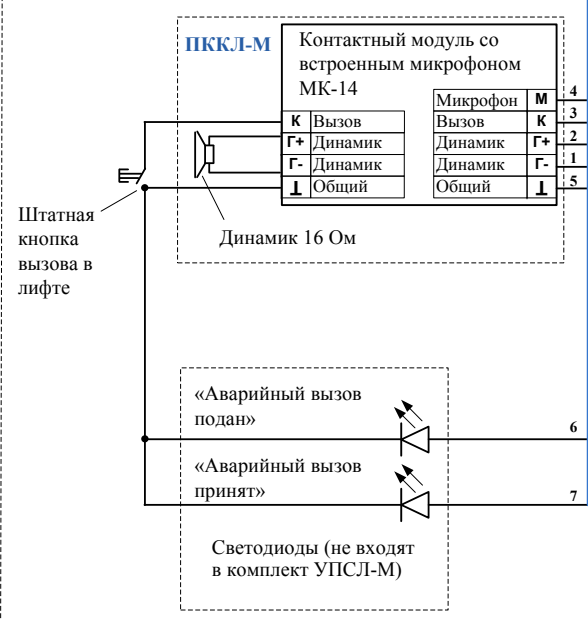 ПККЛ-М
Контактный модуль со
встроенным микрофоном
МК-14
Микрофон М 4
К Вызов
Вызов К 3
Г+ Динамик
Динамик Г+ 2
Г- Динамик
Динамик Г- 1
⊥ Общий
Общий ⊥ 5
Штатная
кнопка
вызова в
лифте
Динамик 16 Ом
«Аварийный вызов
подан»
6
«Аварийный вызов
принят»
7
Светодиоды (не входят
в комплект УПСЛ-М)